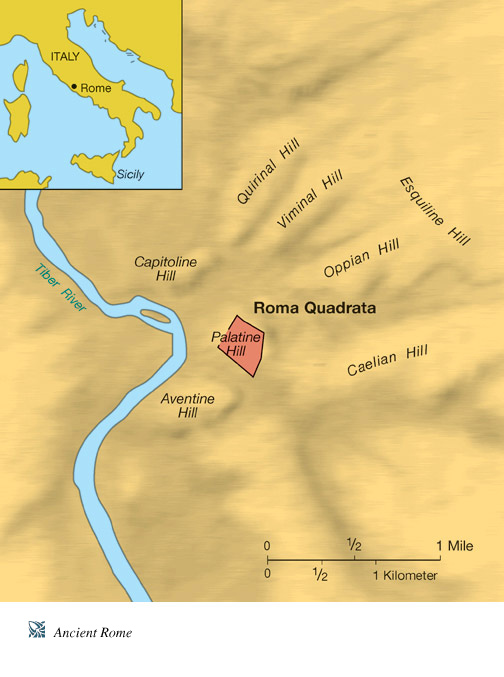 ITALY
Rome
Sicily
Quirinal Hill
Viminal Hill
Esquiline Hill
Capitoline
Hill
Oppian Hill
Tiber River
Roma Quadrata
Palatine
Hill
Caelian Hill
Aventine
Hill
0 1/2 1 Mile
0 1/2 1 Kilometer
Ancient Rome